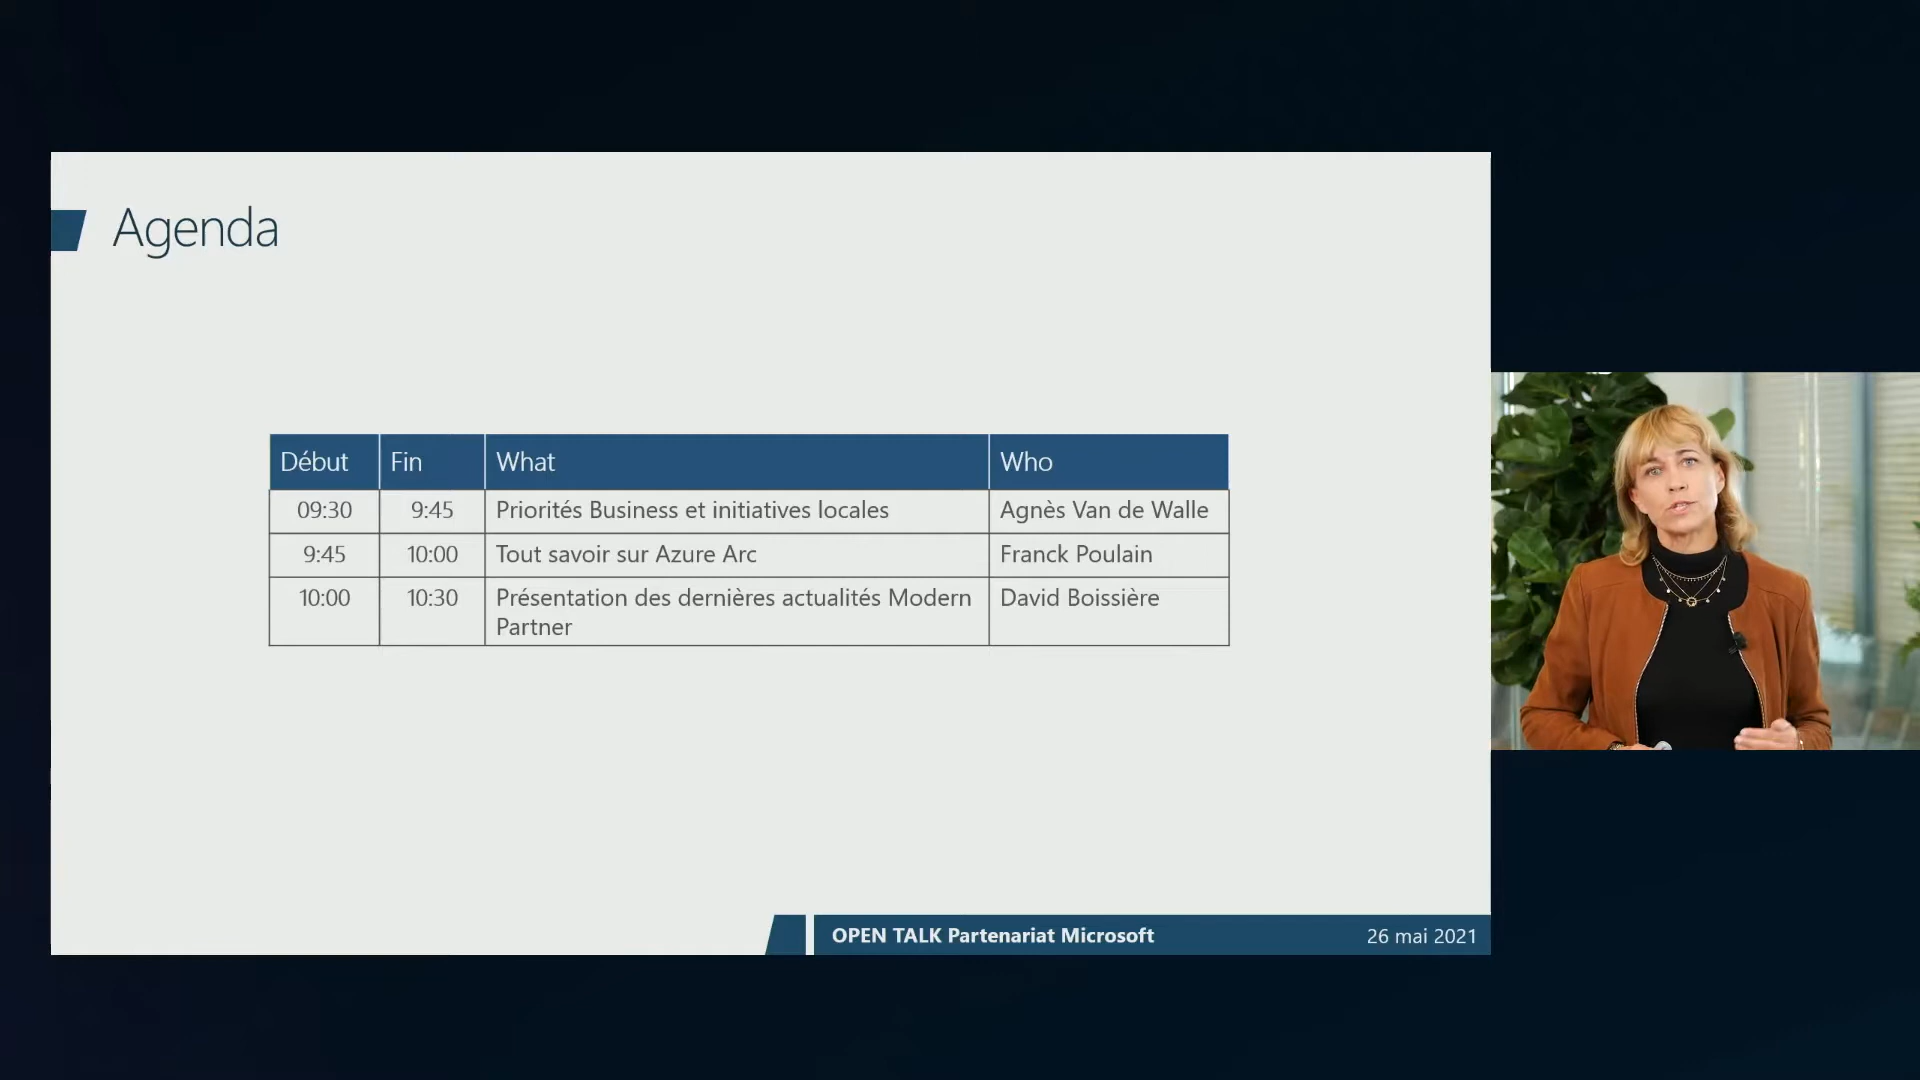 Agenda
Début Fin What Who
09:30 9:45 Priorités Business et initiatives locales Agnès Van de Walle
9:45 10:00 Tout savoir sur Azure Arc Franck Poulain
10:00 10:30 Présentation des dernières actualités Modern David Boissière
Partner
OPEN TALK Partenariat Microsoft 26 mai 2021